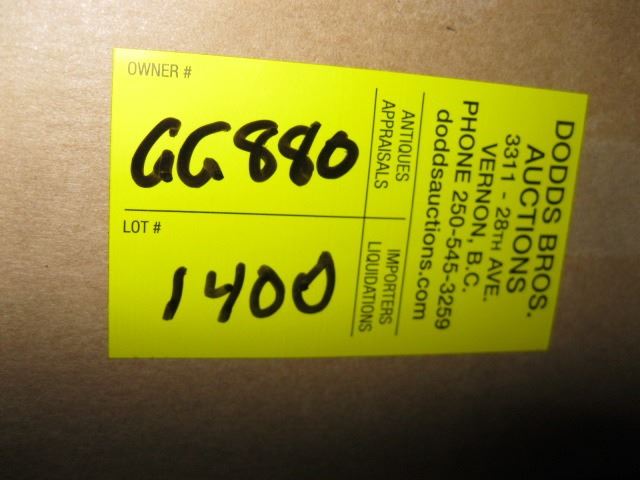 OWNER #
GG880
LOT #
1400
ANTIQUES
APPRAISALS
IMPORTERS
LIQUIDATIONS
DODDS BROS.
AUCTIONS
3311 - 28TH AVE.
VERNON, B.C.
PHONE 250-545-3259
doddsauctions.com